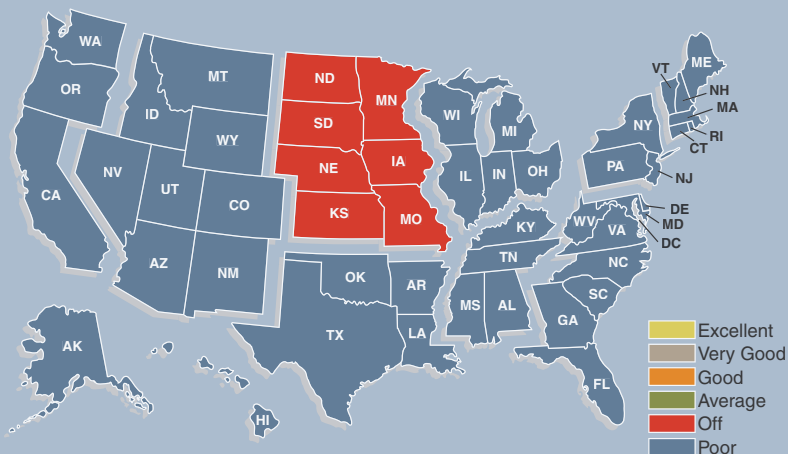 WA
OR
CA
NV
ID
MT
WY
UT
CO
AZ
NM
ND
SD
NE
KS
MN
IA
MO
OK
TX
AR
LA
WI
IL
MI
IN
OH
KY
TN
MS
AL
GA
FL
SC
NC
VA
WV
PA
NY
VT
ME
NH
MA
RI
CT
NJ
DE
MD
DC
AK
HI
Excellent
Very Good
Good
Average
Off
Poor